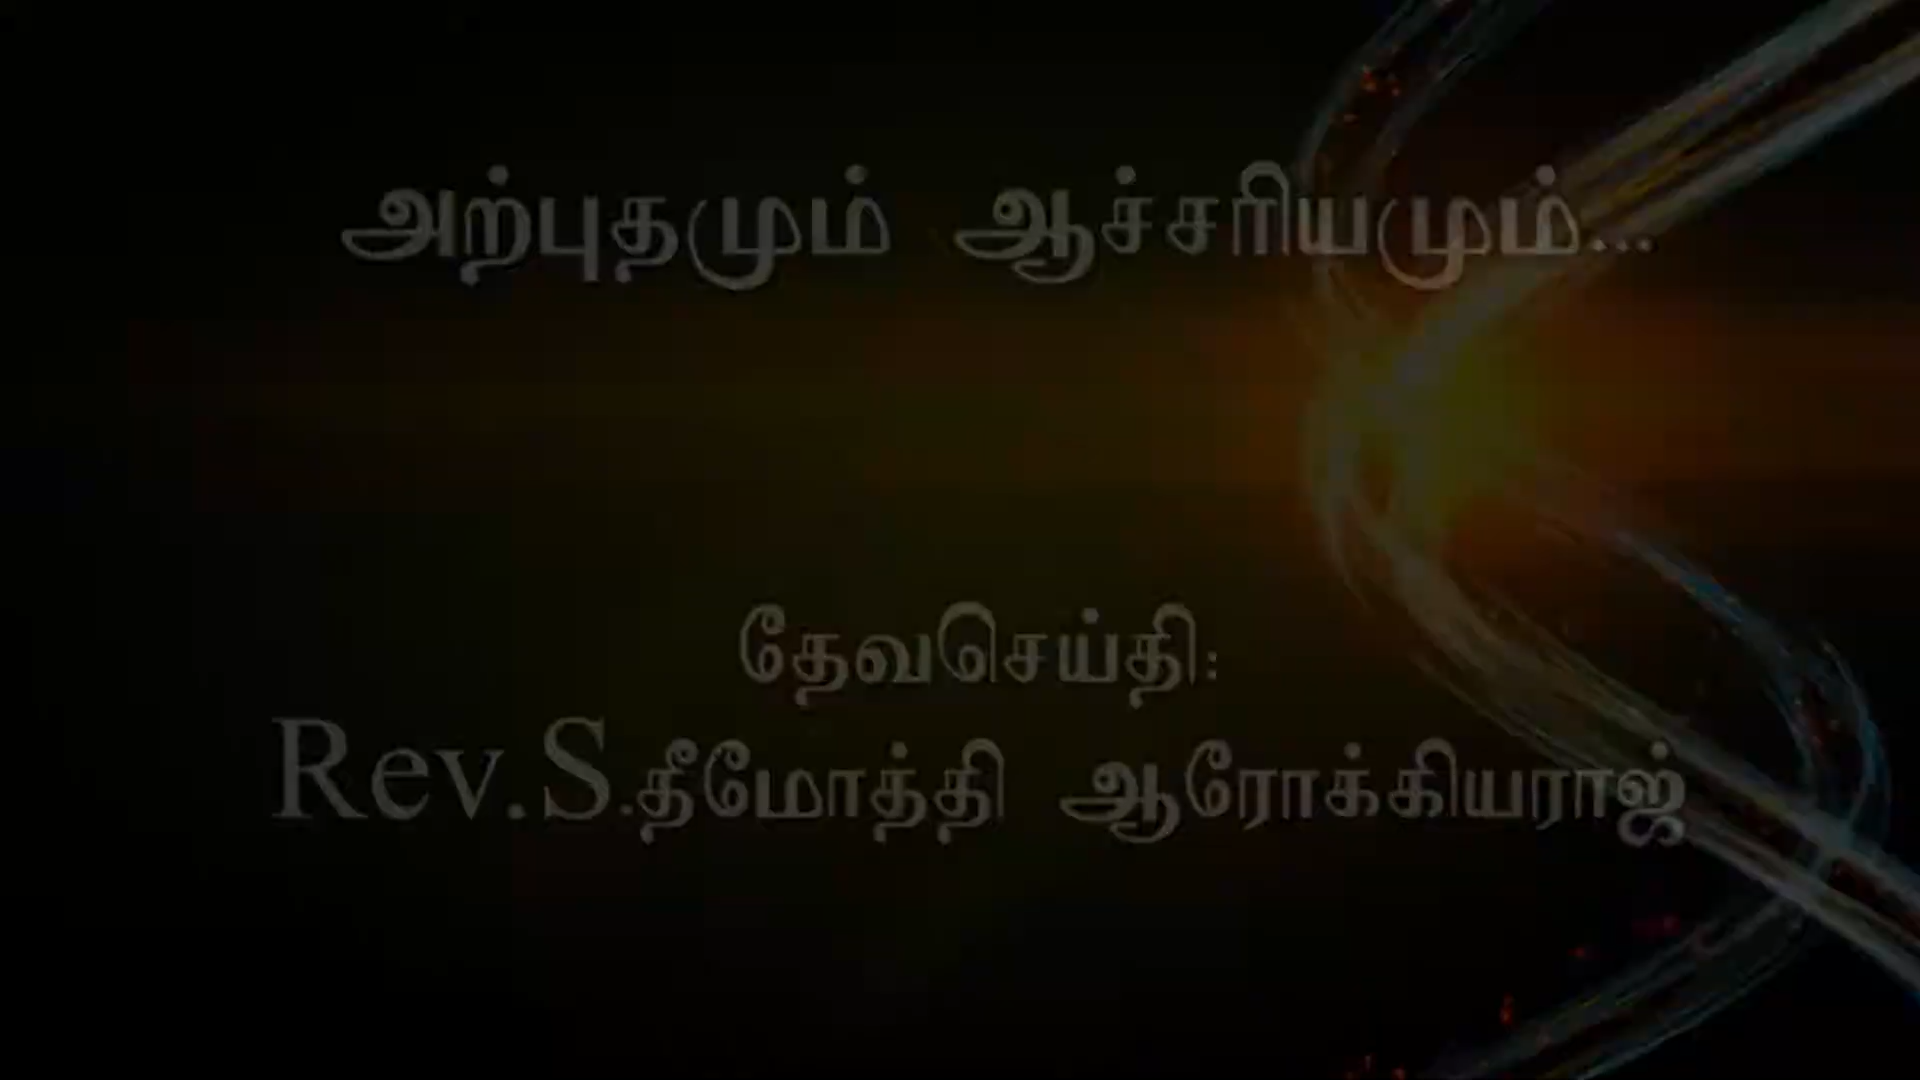 அற்புதமும் ஆச்சரியமும்...
தேவசெய்தி:
Rev.S.தீமோத்தி ஆரோக்கியராஜ்